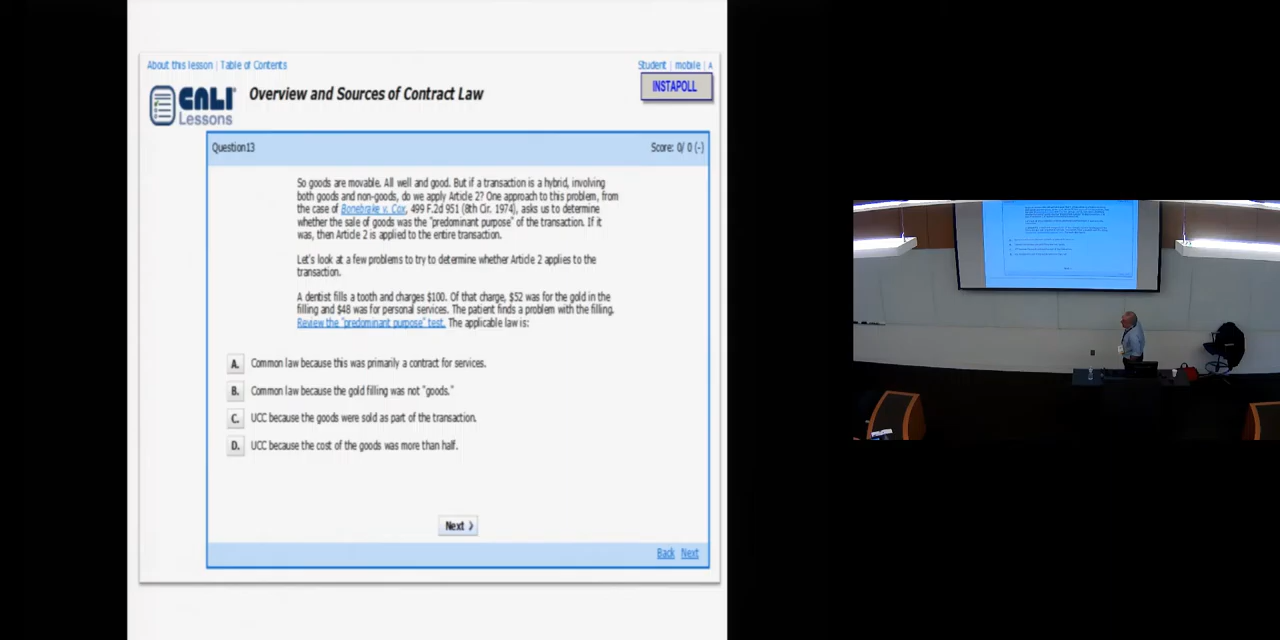 About this lesson | Table of Contents
Student | mobile | A
CALI
Lessons
Overview and Sources of Contract Law
INSTAPOLL
Question13
Score: 0/ 0 (-)
So goods are movable. All well and good. But if a transaction is a hybrid, involving
both goods and non-goods, do we apply Article 2? One approach to this problem, from
the case of Bonebrake v. Cox, 499 F.2d 951 (8th Cir. 1974), asks us to determine
whether the sale of goods was the "predominant purpose" of the transaction. If it
was, then Article 2 is applied to the entire transaction.
Let's look at a few problems to try to determine whether Article 2 applies to the
transaction.
A dentist fills a tooth and charges $100. Of that charge, $52 was for the gold in the
filling and $48 was for personal services. The patient finds a problem with the filling.
Review the "predominant purpose" test. The applicable law is:
A. Common law because this was primarily a contract for services.
B. Common law because the gold filling was not "goods."
C. UCC because the goods were sold as part of the transaction.
D. UCC because the cost of the goods was more than half.
Next >
Back Next